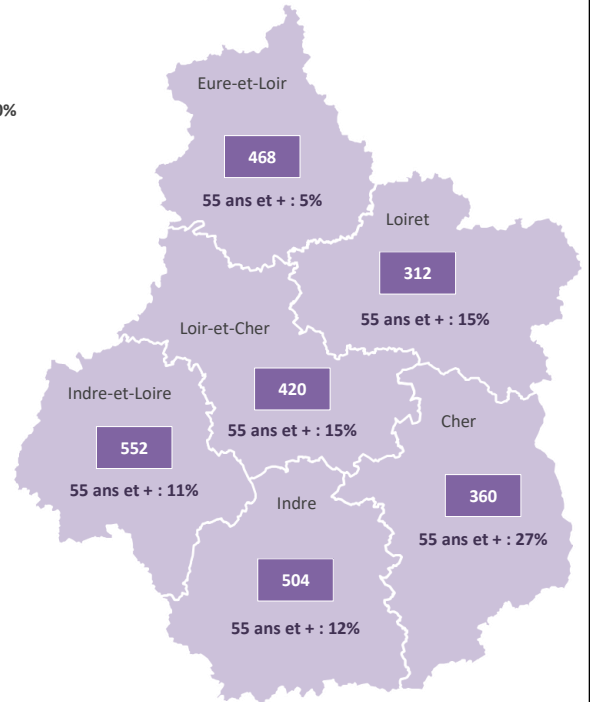 Eure-et-Loir
0%
468
55 ans et + : 5%
Loiret
312
55 ans et + : 15%
Loir-et-Cher
420
55 ans et + : 15%
Indre-et-Loire
552
55 ans et + : 11%
Cher
360
55 ans et + : 27%
Indre
504
55 ans et + : 12%